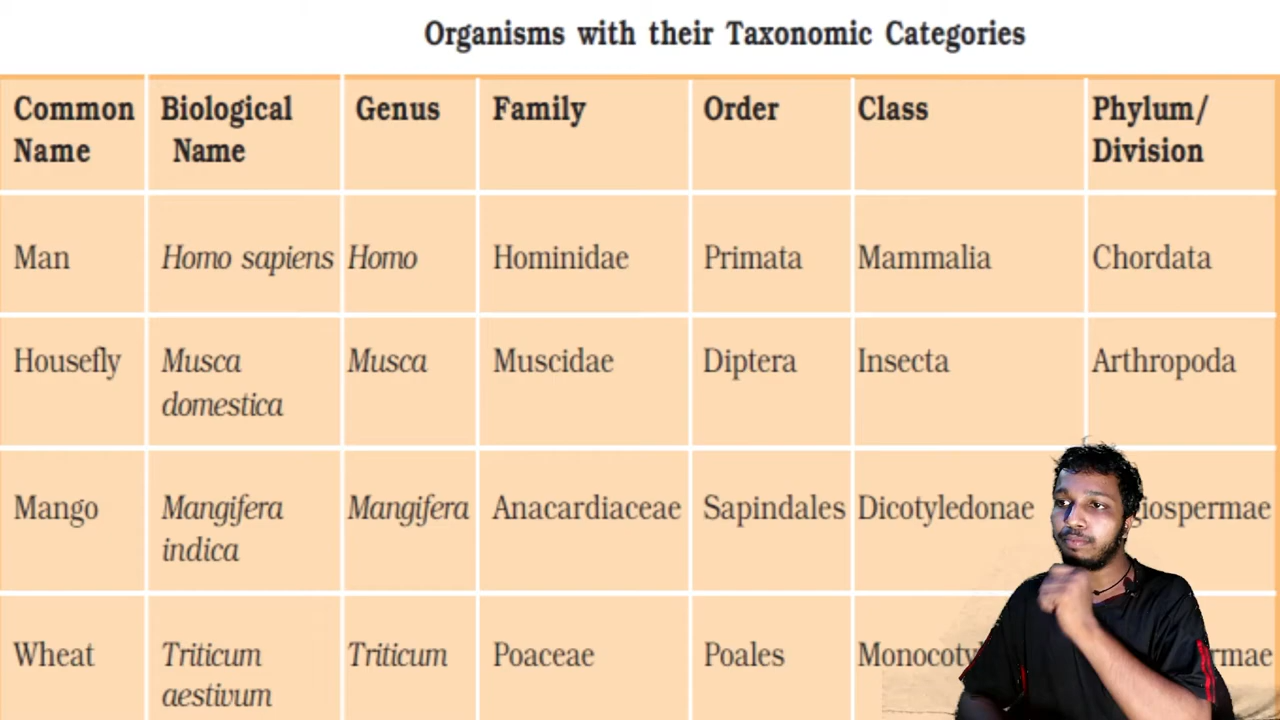 Organisms with their Taxonomic Categories
Common Name Biological Name Genus Family Order Class Phylum/ Division
Man Homo sapiens Homo Hominidae Primata Mammalia Chordata
Housefly Musca domestica Musca Muscidae Diptera Insecta Arthropoda
Mango Mangifera indica Mangifera Anacardiaceae Sapindales Dicotyledonae
Wheat Triticum aestivum Triticum Poaceae Poales